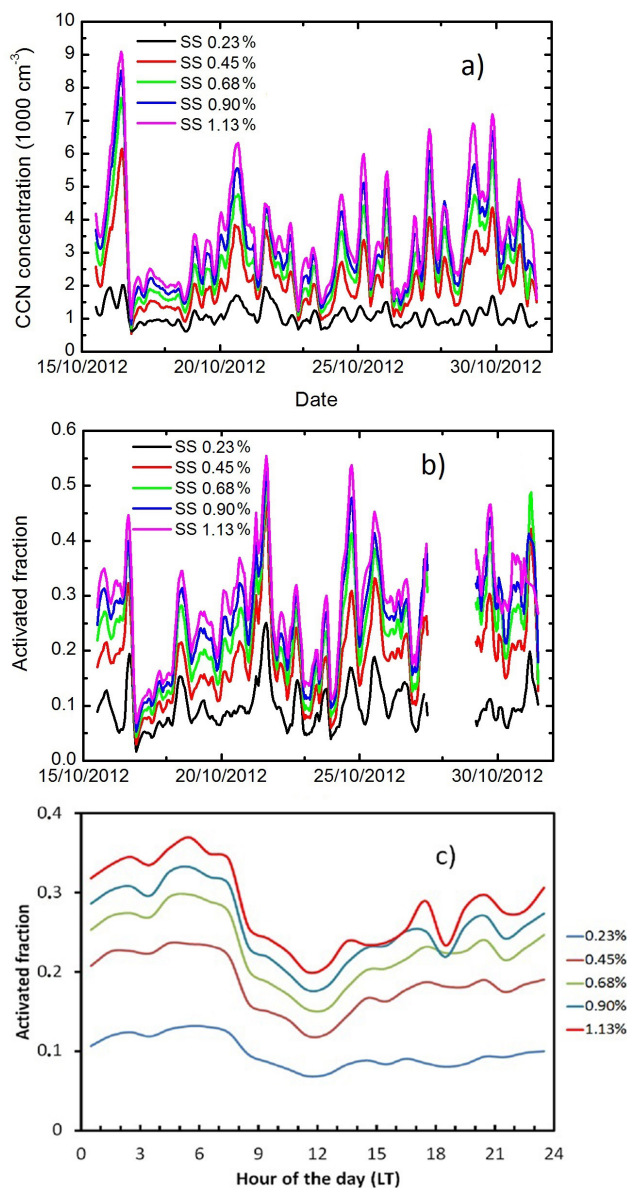 10
9
8
7
6
5
4
3
2
1
0
CCN concentration (1000 cm⁻³)
SS 0.23%
SS 0.45%
SS 0.68%
SS 0.90%
SS 1.13%
a)
15/10/2012 20/10/2012 25/10/2012 30/10/2012
Date
0.6
0.5
0.4
0.3
0.2
0.1
0.0
Activated fraction
SS 0.23%
SS 0.45%
SS 0.68%
SS 0.90%
SS 1.13%
b)
15/10/2012 20/10/2012 25/10/2012 30/10/2012
0.4
0.3
0.2
0.1
0
Activated fraction
c)
0.23%
0.45%
0.68%
0.90%
1.13%
0 3 6 9 12 15 18 21 24
Hour of the day (LT)